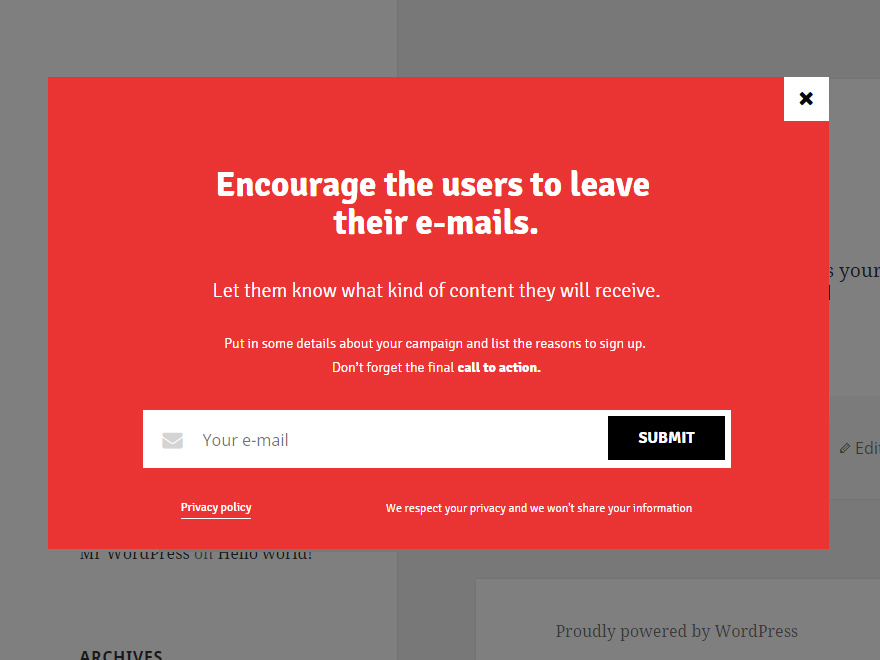 Encourage the users to leave
their e-mails.
Let them know what kind of content they will receive.
Put in some details about your campaign and list the reasons to sign up.
Don't forget the final call to action.
Your e-mail
SUBMIT
Privacy policy
We respect your privacy and we won't share your information
your
Mr WordPress on Hello world!
Proudly powered by WordPress
ARCHIVES